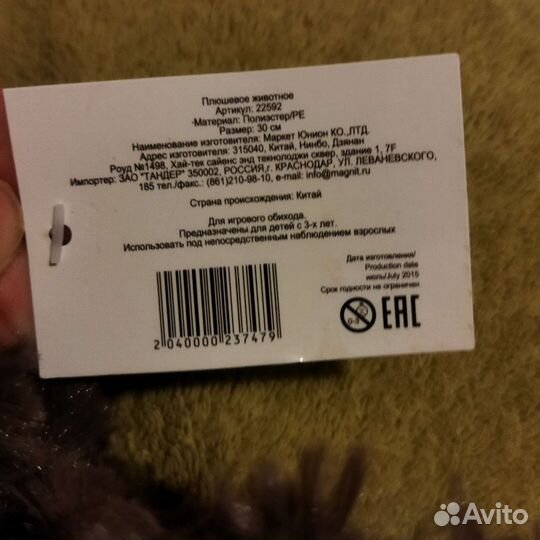 Плюшевое животное
Артикул: 22592
Материал: Полиэстер/PE
Размер: 30 см
Наименование изготовителя: Маркет Юнион КО.,ЛТД.
Адрес изготовителя: 315040, Китай, Нинбо, Дзянан
Роуд №1498, Хай-тек сайенс энд текнолоджи сквер, здание 1, 7F
Импортер: ЗАО "ТАНДЕР" 350002, РОССИЯ,г. КРАСНОДАР, УЛ. ЛЕВАНЕВСКОГО,
185 тел./факс.: (861)210-98-10, e-mail: info@magnit.ru
Страна происхождения: Китай
Для игрового обихода.
Предназначены для детей с 3-х лет.
Использовать под непосредственным наблюдением взрослых
Дата изготовления/
Production date
июль/July 2015
Срок годности не ограничен
0-3
EAC
2040000237479
Avito